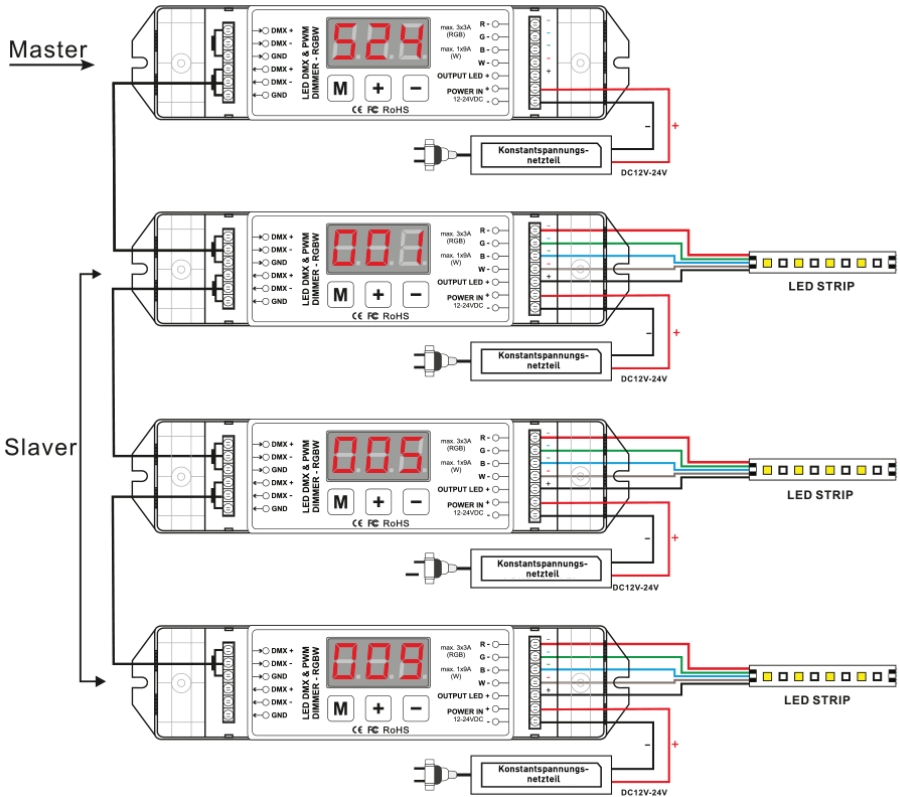 Master
DMX +
DMX -
GND
DMX +
DMX -
GND
LED DMX & PWM
DIMMER - RGBW
524
M + -
CE FC RoHS
max. 3x3A
(RGB)
max. 1x9A
(W)
R -
G -
B -
W -
OUTPUT LED +
POWER IN +
12-24VDC -
- +
Konstantspannungs-
netzteil
DC12V-24V
DMX +
DMX -
GND
DMX +
DMX -
GND
LED DMX & PWM
DIMMER - RGBW
001
M + -
CE FC RoHS
max. 3x3A
(RGB)
max. 1x9A
(W)
R -
G -
B -
W -
OUTPUT LED +
POWER IN +
12-24VDC -
LED STRIP
- +
Konstantspannungs-
netzteil
DC12V-24V
Slaver
DMX +
DMX -
GND
DMX +
DMX -
GND
LED DMX & PWM
DIMMER - RGBW
005
M + -
CE FC RoHS
max. 3x3A
(RGB)
max. 1x9A
(W)
R -
G -
B -
W -
OUTPUT LED +
POWER IN +
12-24VDC -
LED STRIP
- +
Konstantspannungs-
netzteil
DC12V-24V
DMX +
DMX -
GND
DMX +
DMX -
GND
LED DMX & PWM
DIMMER - RGBW
009
M + -
CE FC RoHS
max. 3x3A
(RGB)
max. 1x9A
(W)
R -
G -
B -
W -
OUTPUT LED +
POWER IN +
12-24VDC -
LED STRIP
- +
Konstantspannungs-
netzteil
DC12V-24V